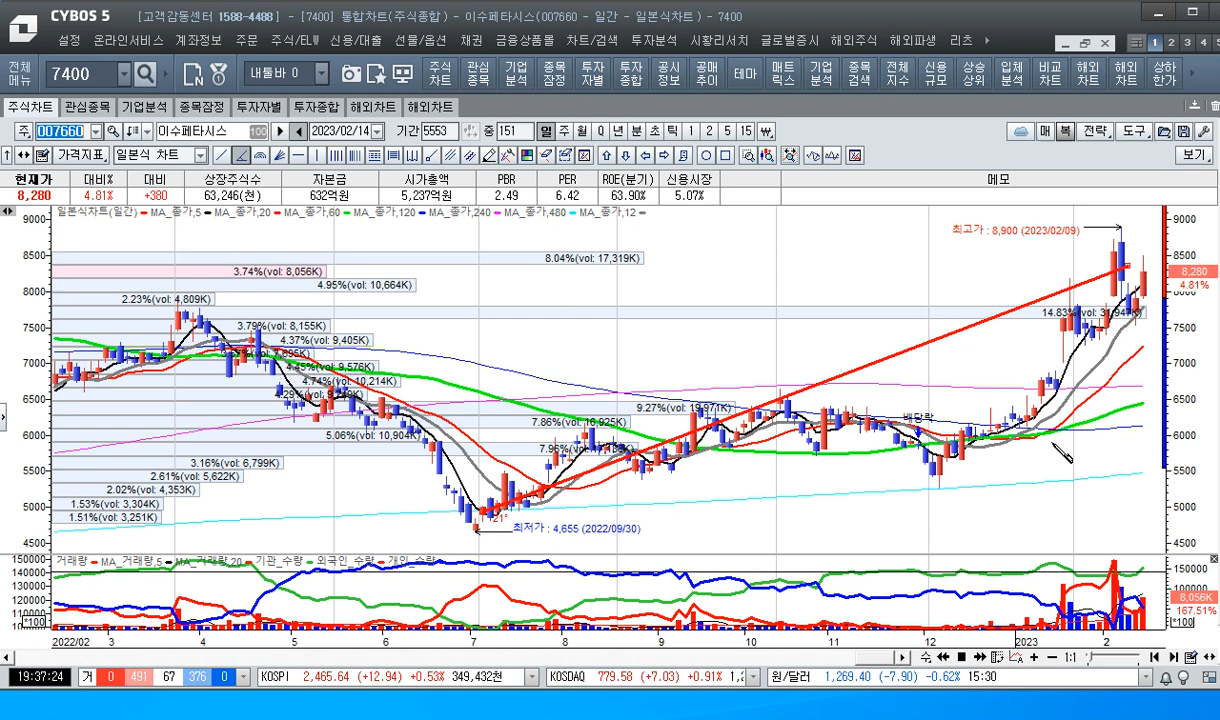 CYBOS 5 [고객감동센터 1588-4488] - [7400] 통합차트(주식종합) - 이수페타시스(007660 - 일간 - 일본식차트) - 7400
설정 온라인서비스 계좌정보 주문 주식/ELW 신용/대출 선물/옵션 채권 금융상품몰 차트/검색 투자분석 시황리서치 글로벌증시 해외주식 해외파생 리츠 1 2 3 4
전체메뉴 7400 내툴바 0 주식차트 관심종목 기업분석 종목잠정 투자자별 투자종합 공시정보 공매추이 테마 매트릭스 기업분석 종목검색 전체지수 신용규모 상승상위 입체분석 비교차트 해외차트 해외차트 상하한가
주식차트 관심종목 기업분석 종목잠정 투자자별 투자종합 해외차트 해외차트
주 007660 이수페타시스 100 2023/02/14 기간 5553 중 151 일 주 월 Q 년 분 초 틱 1 2 3 5 15 매 복 전략 도구
가격지표 일본식 차트 보기
현재가 대비% 대비 상장주식수 자본금 시가총액 PBR PER ROE(분기) 신용시장 메모
8,280 4.81% +380 63,246(천) 632억원 5,237억원 2.49 6.42 63.90% 5.07%
일본식차트(일간) MA_종가,5 MA_종가,20 MA_종가,60 MA_종가,120 MA_종가,240 MA_종가,480 MA_종가,12
9000 9000
최고가 : 8,900 (2023/02/09)
8500 8.04%(vol: 17,319K) 8500
3.74%(vol: 8,056K) 8,280
4.95%(vol: 10,664K) 4.81%
8000 2.23%(vol: 4,809K) 8000
14.83%(vol: 31,947K)
7500 3.79%(vol: 8,155K) 7500
4.37%(vol: 9,405K)
7000 4.45%(vol: 9,576K) 7000
4.74%(vol: 10,214K)
6500 6500
9.27%(vol: 19,971K) 배당락
7.86%(vol: 16,925K)
6000 5.06%(vol: 10,904K) 6000
5500 3.16%(vol: 6,799K) 5500
2.61%(vol: 5,622K)
2.02%(vol: 4,353K)
5000 1.53%(vol: 3,304K) 5000
1.51%(vol: 3,251K) 21°
최저가 : 4,655 (2022/09/30)
4500 4500
거래량 MA_거래량,5 MA_거래량,20 기관_수량 외국인_수량 개인_수량
150000 150000
140000
130000 100000
120000 8,056K
110000 167.51%
[*100] [*100]
2022/02 3 4 5 6 7 8 9 10 11 12 2023 2
1:1
19:37:24 거 0 491 67 376 0 KOSPI 2,465.64 (+12.94) +0.53% 349,432천 KOSDAQ 779.58 (+7.03) +0.91% 원/달러 1,269.40 (-7.90) -0.62% 15:30